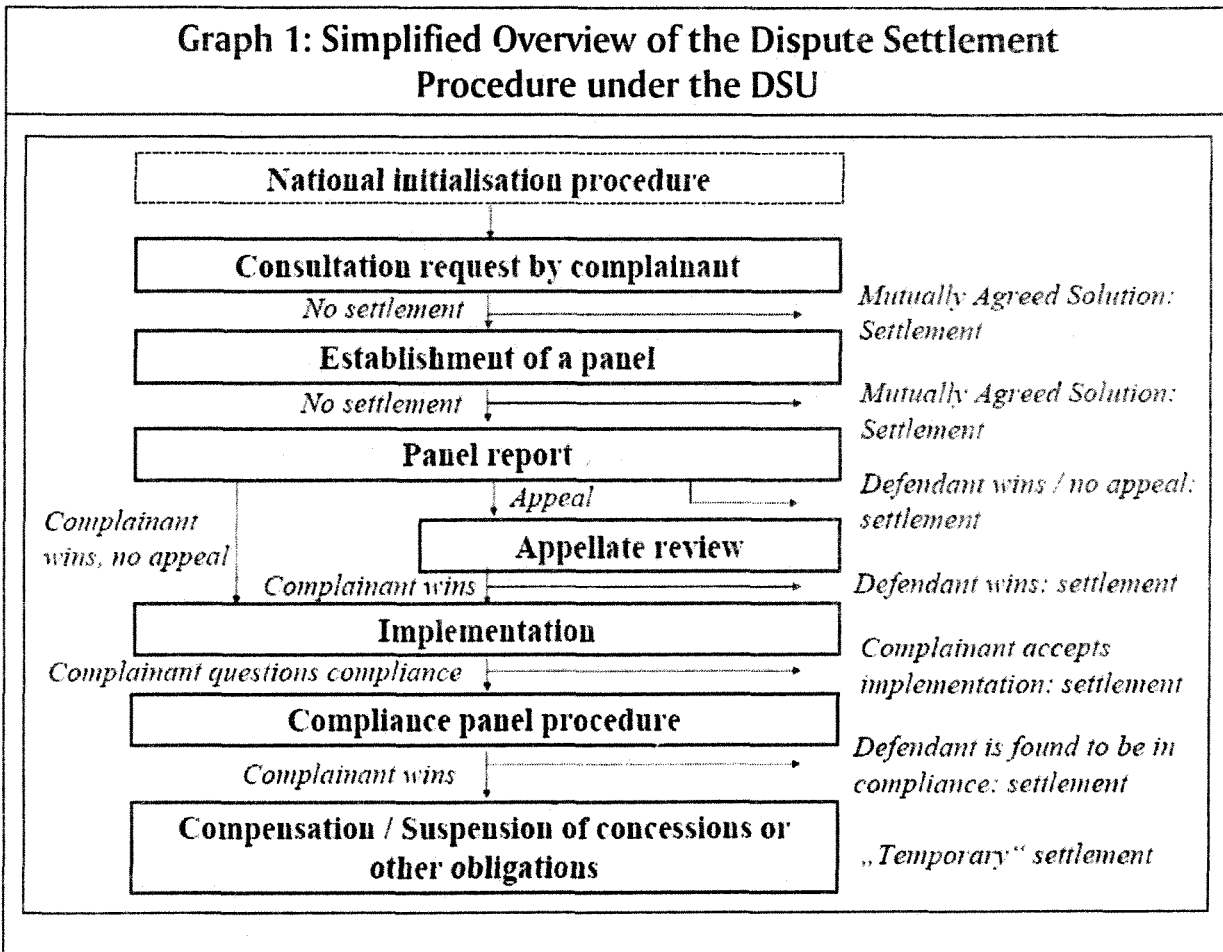 Graph 1: Simplified Overview of the Dispute Settlement
Procedure under the DSU
National initialisation procedure
Consultation request by complainant
No settlement
Mutually Agreed Solution:
Settlement
Establishment of a panel
No settlement
Mutually Agreed Solution:
Settlement
Panel report
Complainant
wins, no appeal
Appeal
Defendant wins / no appeal:
settlement
Appellate review
Complainant wins
Defendant wins: settlement
Implementation
Complainant questions compliance
Complainant accepts
implementation: settlement
Compliance panel procedure
Complainant wins
Defendant is found to be in
compliance: settlement
Compensation / Suspension of concessions or
other obligations
„Temporary“ settlement